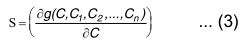 S = (∂g(C,C₁,C₂,...,Cₙ)/∂C) ... (3)